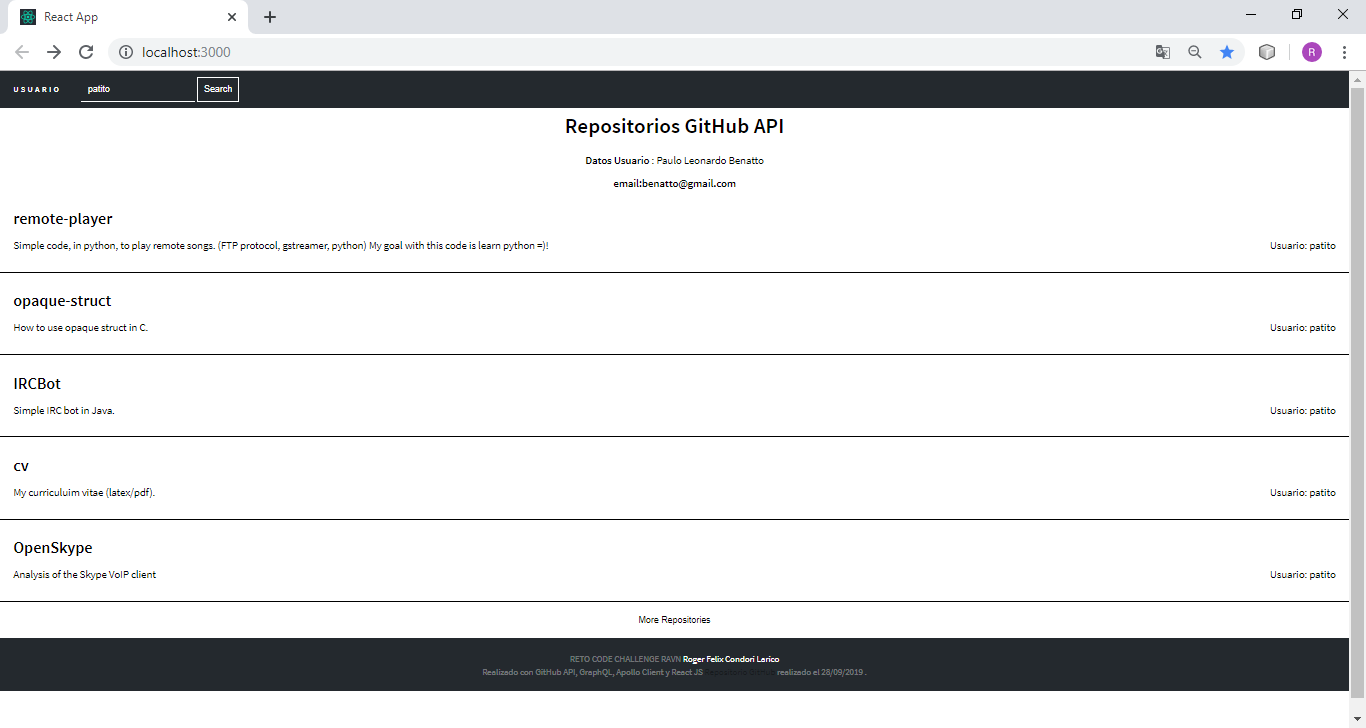 React App
localhost:3000
R
USUARIO patito Search
Repositorios GitHub API
Datos Usuario : Paulo Leonardo Benatto
email:benatto@gmail.com
remote-player
Simple code, in python, to play remote songs. (FTP protocol, gstreamer, python) My goal with this code is learn python =)! Usuario: patito
opaque-struct
How to use opaque struct in C. Usuario: patito
IRCBot
Simple IRC bot in Java. Usuario: patito
cv
My curriculuim vitae (latex/pdf). Usuario: patito
OpenSkype
Analysis of the Skype VoIP client Usuario: patito
More Repositories
RETO CODE CHALLENGE RAVN Roger Felix Condori Larico
Realizado con GitHub API, GraphQL, Apollo Client y React JS realizado el 28/09/2019 .